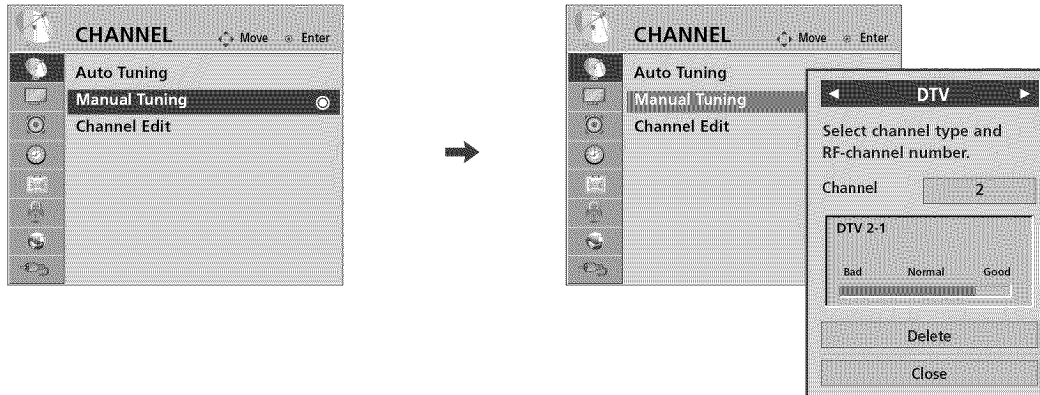 CHANNEL Move Enter
Auto Tuning
Manual Tuning
Channel Edit
CHANNEL Move Enter
Auto Tuning
Manual Tuning
Channel Edit
DTV
Select channel type and
RF-channel number.
Channel 2
DTV 2-1
Bad Normal Good
Delete
Close